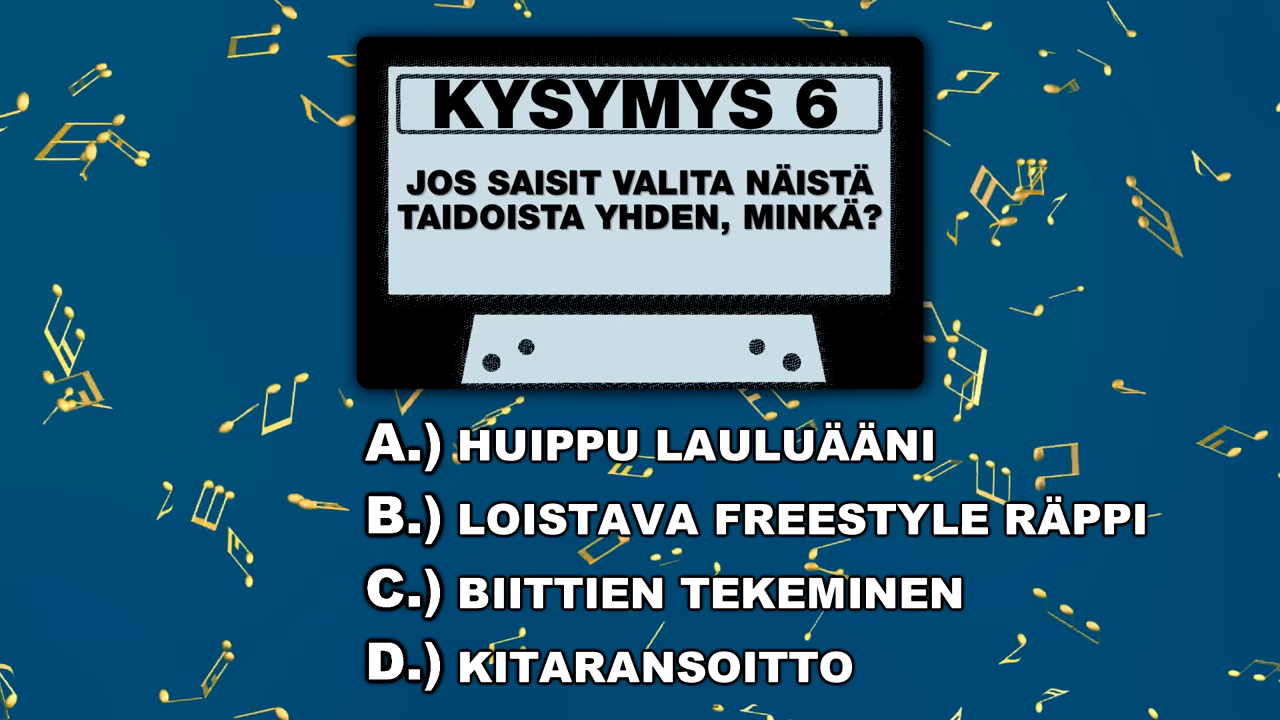 KYSYMYS 6
JOS SAISIT VALITA NÄISTÄ
TAIDOISTA YHDEN, MINKÄ?
A.) HUIPPU LAULUÄÄNI
B.) LOISTAVA FREESTYLE RÄPPI
C.) BIITTIEN TEKEMINEN
D.) KITARANSOITTO